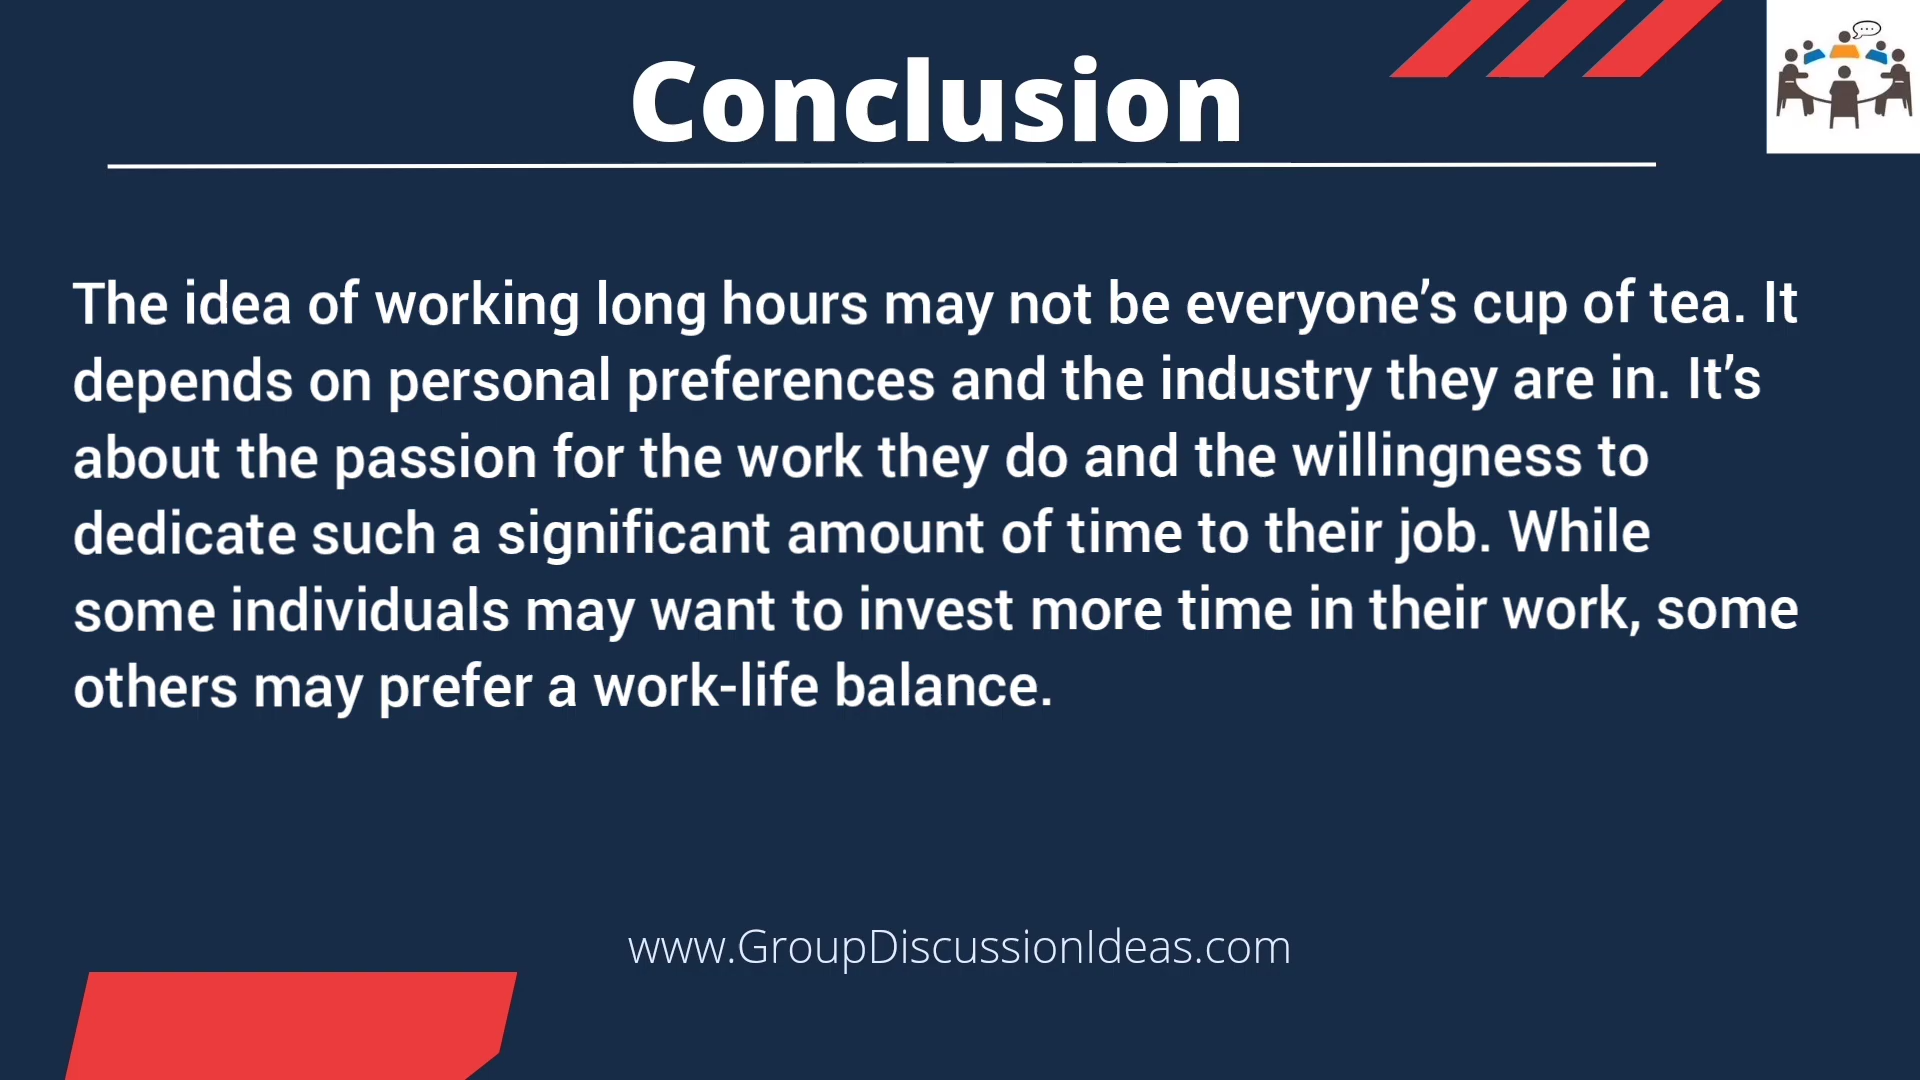 Conclusion
The idea of working long hours may not be everyone’s cup of tea. It
depends on personal preferences and the industry they are in. It’s
about the passion for the work they do and the willingness to
dedicate such a significant amount of time to their job. While
some individuals may want to invest more time in their work, some
others may prefer a work-life balance.
www.GroupDiscussionIdeas.com